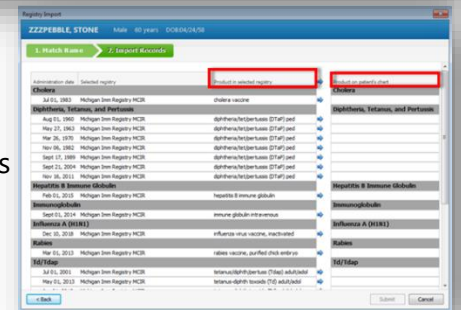 Registry Import
ZZZPEBBLE, STONE Male 60 years DOB:04/24/58
1. Match Name 2. Import Records
Administration date Selected registry Product in selected registry Product on patient's chart
Cholera Cholera
Jul 01, 1983 Michigan Imm Registry MCIR cholera vaccine
Diphtheria, Tetanus, and Pertussis Diphtheria, Tetanus, and Pertussis
Aug 01, 1960 Michigan Imm Registry MCIR diphtheria/tet/pertussis (DTaP) ped
May 27, 1963 Michigan Imm Registry MCIR diphtheria/tet/pertussis (DTaP) ped
Mar 26, 1970 Michigan Imm Registry MCIR diphtheria/tet/pertussis (DTaP) ped
Nov 06, 1982 Michigan Imm Registry MCIR diphtheria/tet/pertussis (DTaP) ped
Sept 17, 1989 Michigan Imm Registry MCIR diphtheria/tet/pertussis (DTaP) ped
Sept 21, 2004 Michigan Imm Registry MCIR diphtheria/tet/pertussis (DTaP) ped
Nov 18, 2011 Michigan Imm Registry MCIR diphtheria/tet/pertussis (DTaP) ped
Hepatitis B Immune Globulin Hepatitis B Immune Globulin
Feb 01, 2015 Michigan Imm Registry MCIR hepatitis B immune globulin
Immunoglobulin Immunoglobulin
Sept 01, 2014 Michigan Imm Registry MCIR immune globulin intravenous
Influenza A (H1N1) Influenza A (H1N1)
Dec 10, 2018 Michigan Imm Registry MCIR influenza virus vaccine, inactivated
Rabies Rabies
Mar 01, 2013 Michigan Imm Registry MCIR rabies vaccine, purified chick embryo
Td/Tdap Td/Tdap
Jul 01, 2001 Michigan Imm Registry MCIR tetanus/diphth/pertuss (Tdap) adult/adol
May 01, 2013 Michigan Imm Registry MCIR tetanus-diphth toxoids (Td) adult/adol
< Back Submit Cancel
s